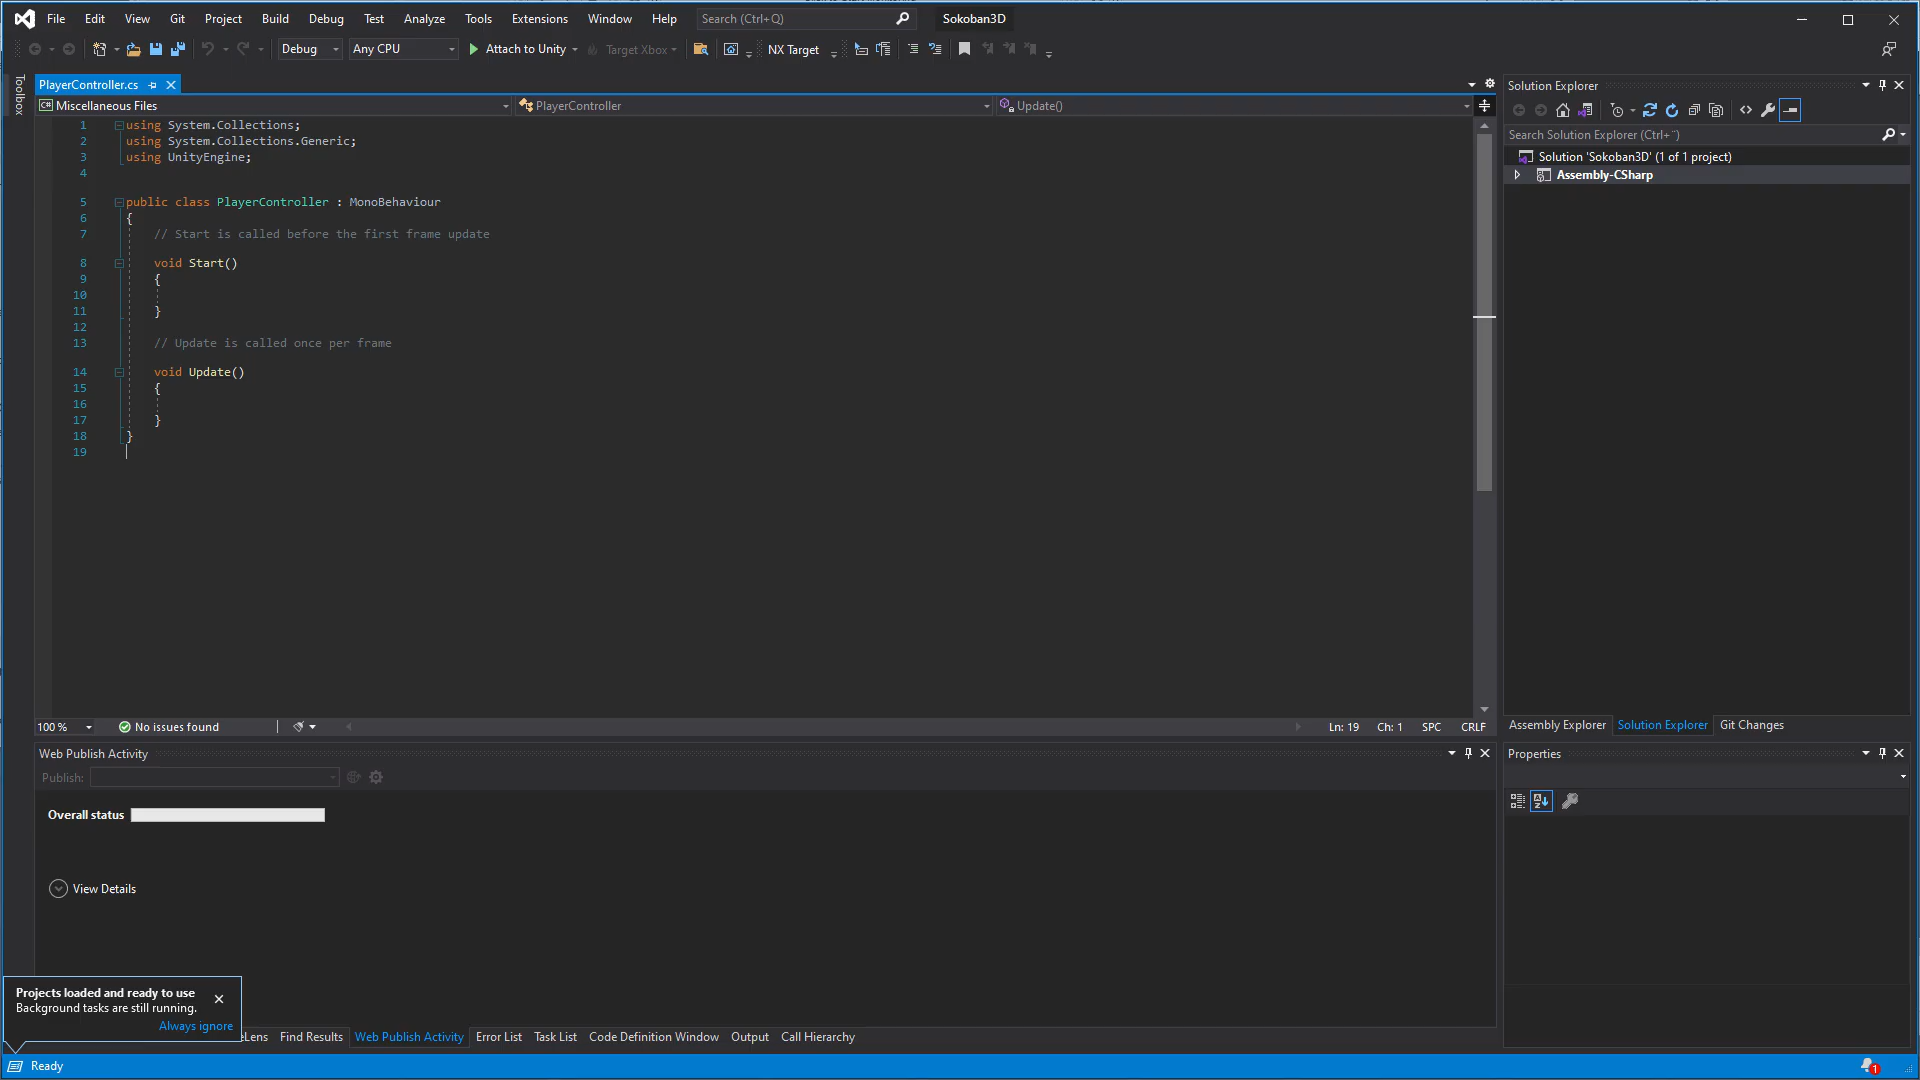 File Edit View Git Project Build Debug Test Analyze Tools Extensions Window Help Search (Ctrl+Q) Sokoban3D
Debug Any CPU Attach to Unity Target Xbox NX Target
Toolbox
PlayerController.cs
Miscellaneous Files PlayerController Update()
1 using System.Collections;
2 using System.Collections.Generic;
3 using UnityEngine;
4
5 public class PlayerController : MonoBehaviour
6 {
7 // Start is called before the first frame update
8 void Start()
9 {
10
11 }
12
13 // Update is called once per frame
14 void Update()
15 {
16
17 }
18 }
19
100 % No issues found Ln: 19 Ch: 1 SPC CRLF
Solution Explorer
Search Solution Explorer (Ctrl+¨)
Solution 'Sokoban3D' (1 of 1 project)
Assembly-CSharp
Assembly Explorer Solution Explorer Git Changes
Web Publish Activity
Publish:
Overall status
View Details
Properties
Projects loaded and ready to use
Background tasks are still running.
Always ignore
eLens Find Results Web Publish Activity Error List Task List Code Definition Window Output Call Hierarchy
Ready 1